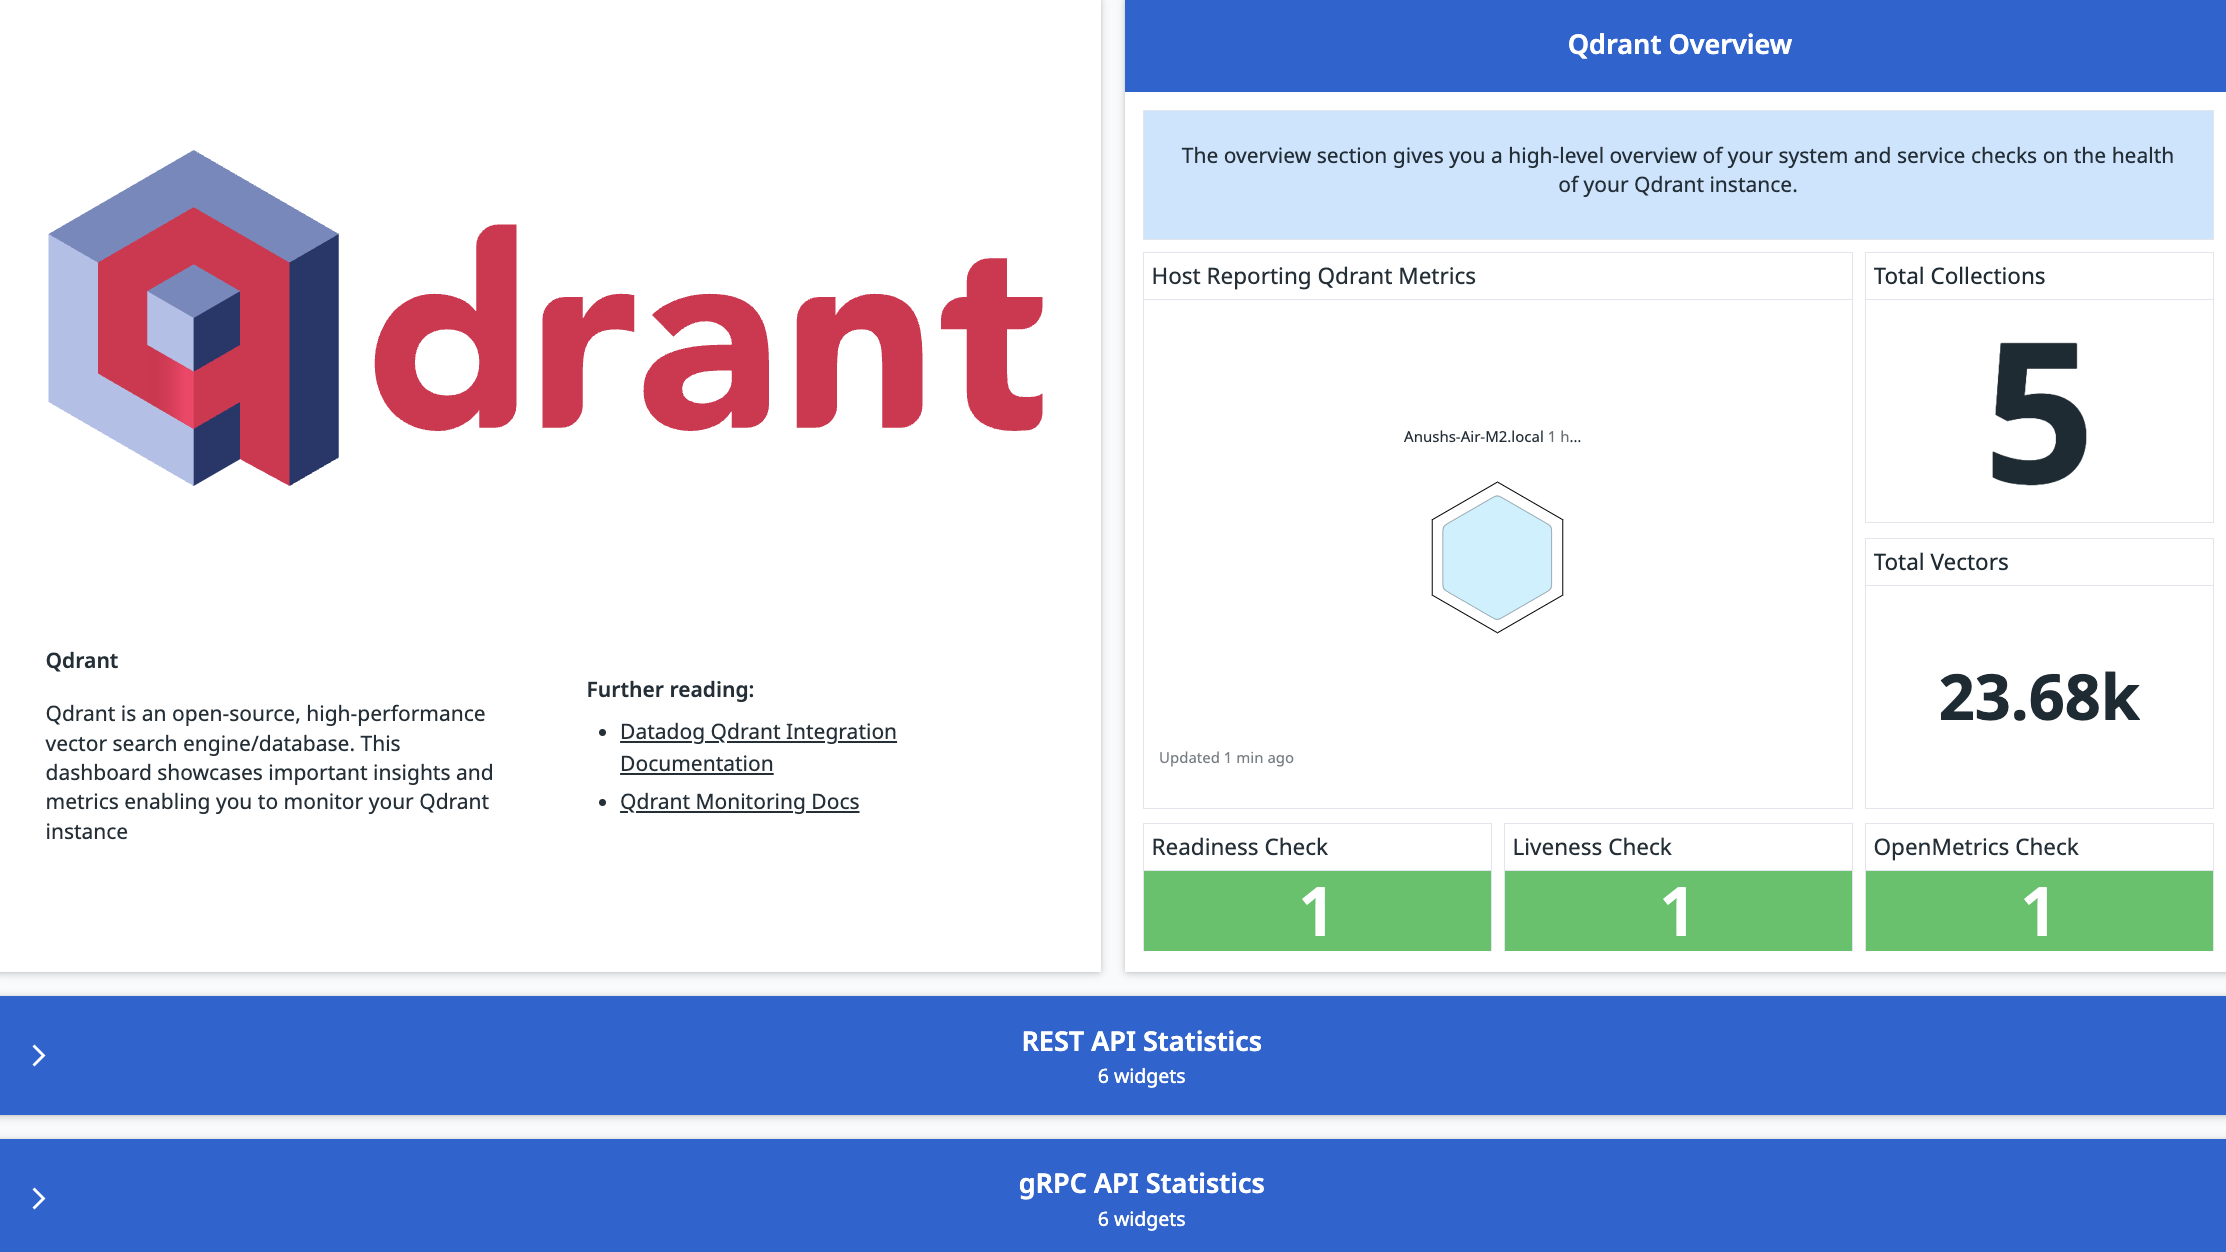 qdrant
Qdrant
Qdrant is an open-source, high-performance
vector search engine/database. This
dashboard showcases important insights and
metrics enabling you to monitor your Qdrant
instance
Further reading:
• Datadog Qdrant Integration
Documentation
• Qdrant Monitoring Docs
Qdrant Overview
The overview section gives you a high-level overview of your system and service checks on the health
of your Qdrant instance.
Host Reporting Qdrant Metrics
Anushs-Air-M2.local 1 h...
Updated 1 min ago
Total Collections
5
Total Vectors
23.68k
Readiness Check
1
Liveness Check
1
OpenMetrics Check
1
REST API Statistics
6 widgets
gRPC API Statistics
6 widgets